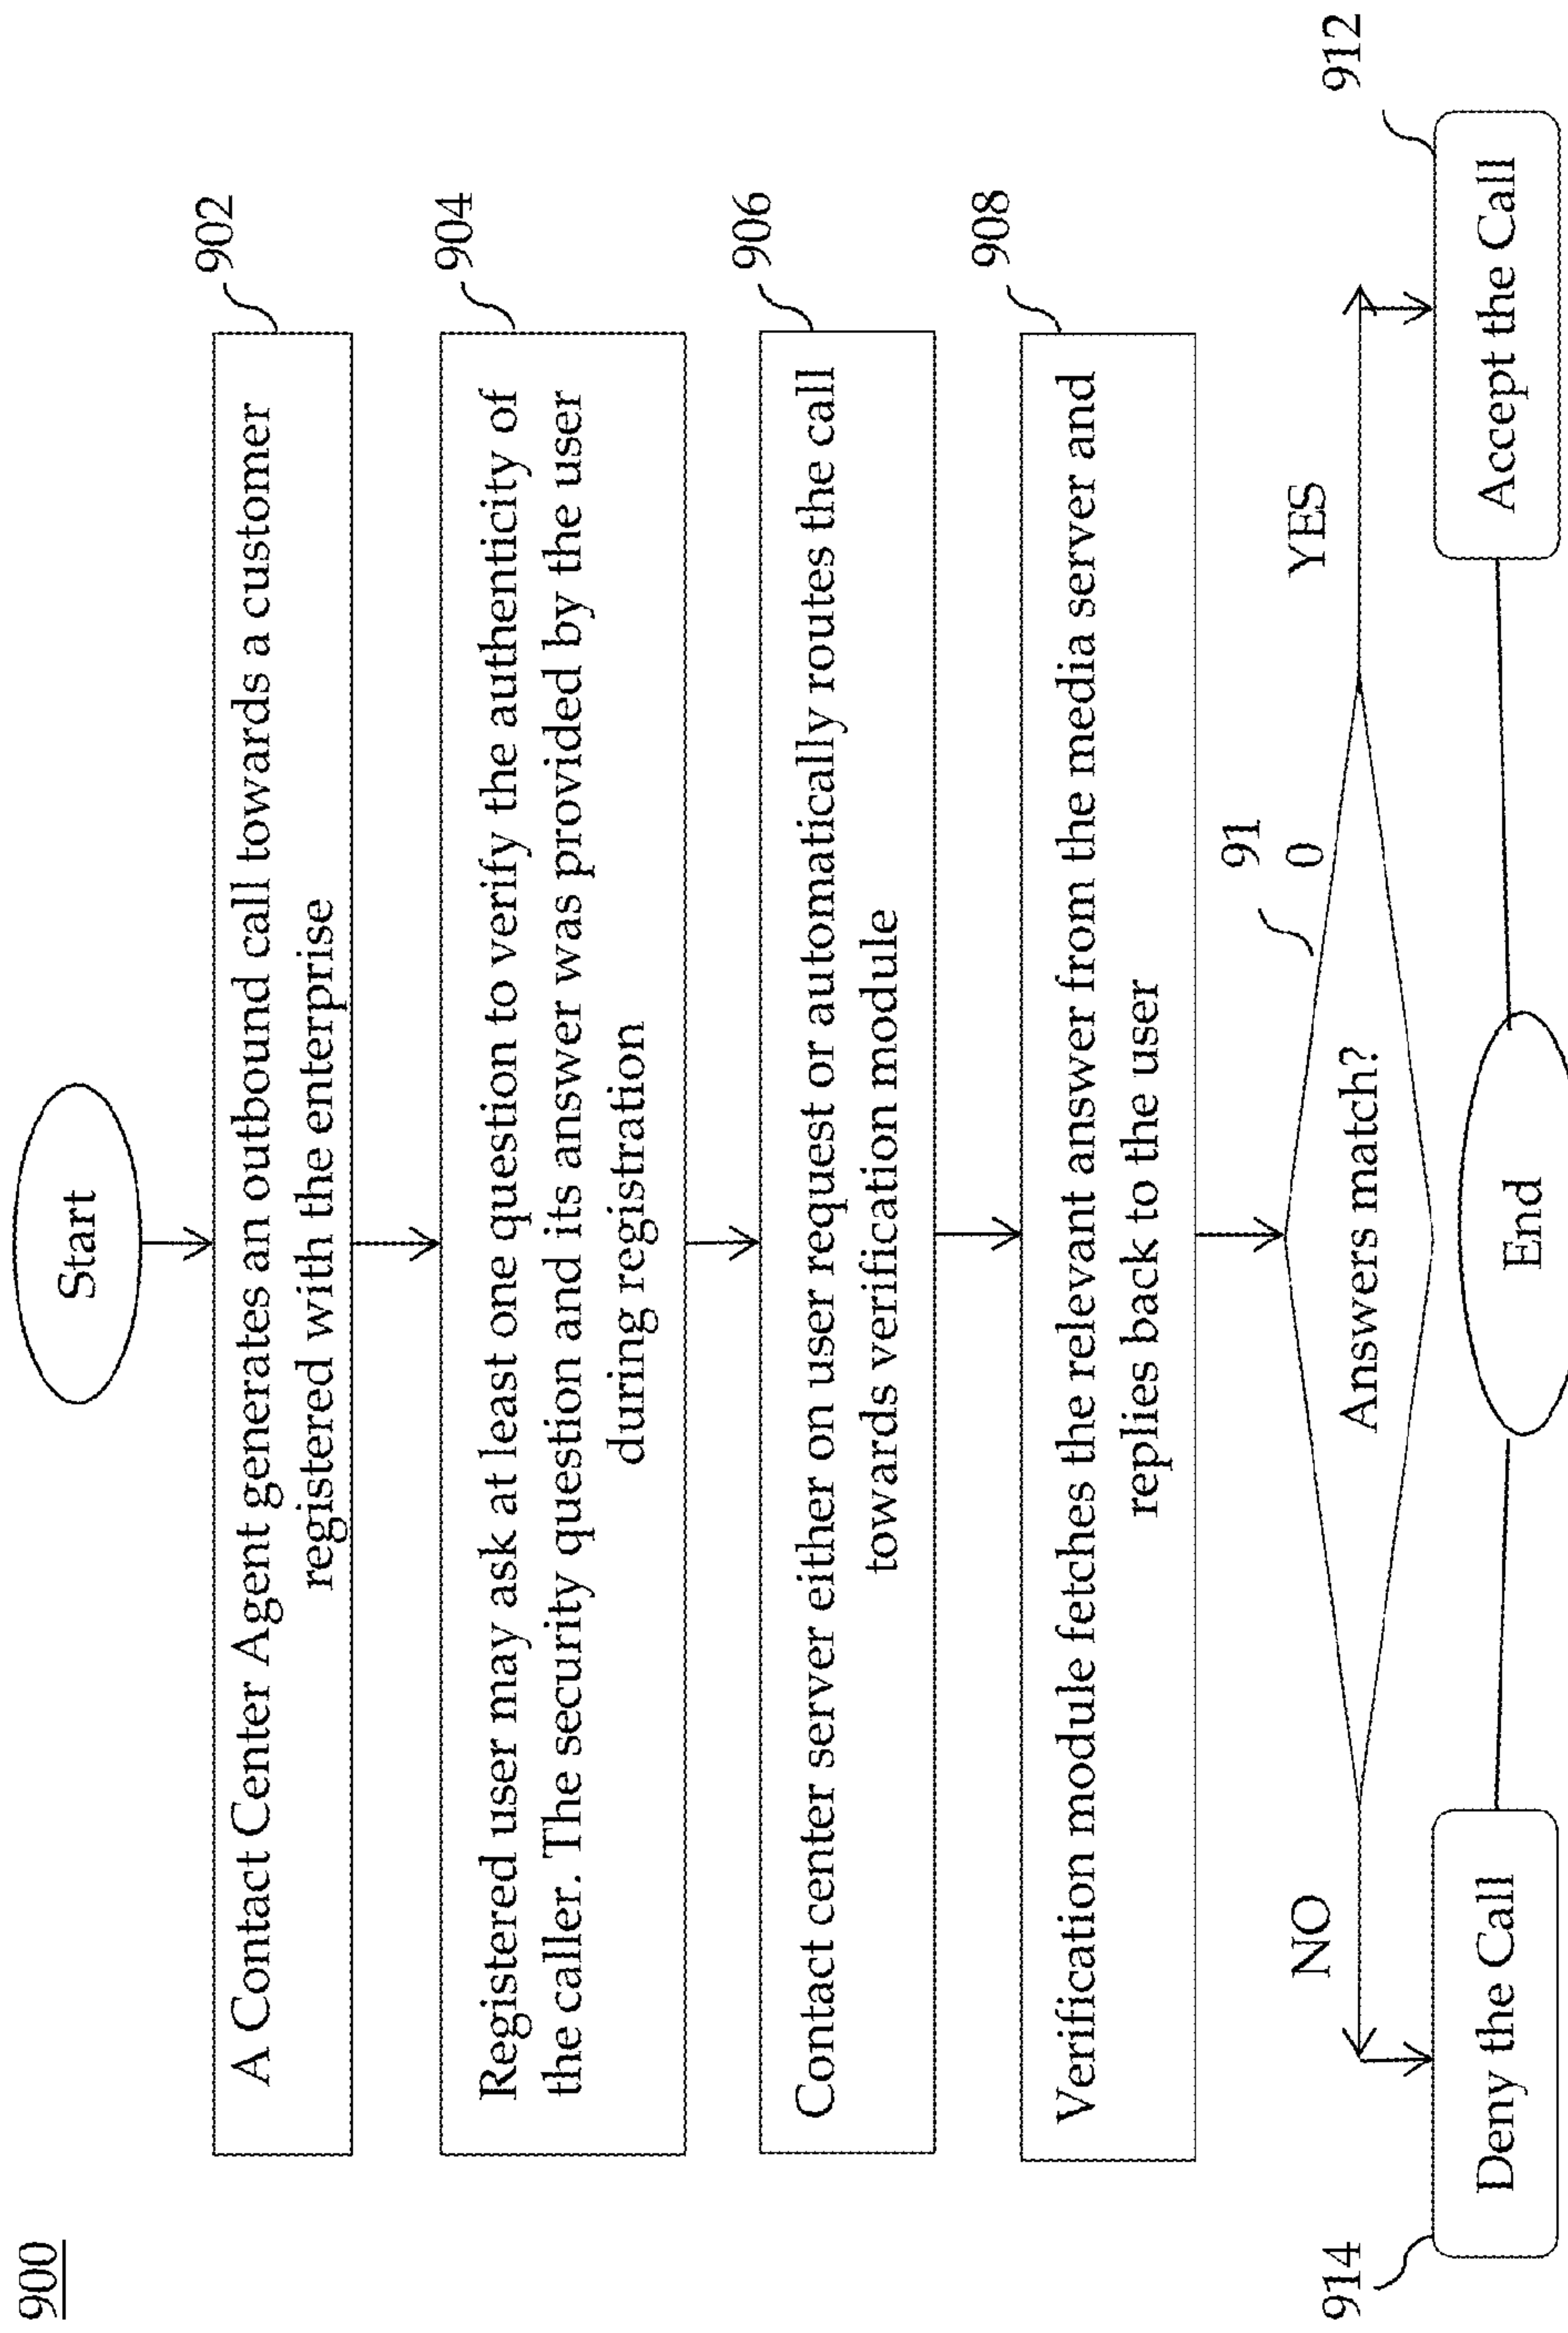 900
Start
902
A Contact Center Agent generates an outbound call towards a customer
registered with the enterprise
904
Registered user may ask at least one question to verify the authenticity of
the caller. The security question and its answer was provided by the user
during registration
906
Contact center server either on user request or automatically routes the call
towards verification module
908
Verification module fetches the relevant answer from the media server and
replies back to the user
91
0
NO
YES
Answers match?
914
912
Deny the Call
Accept the Call
End